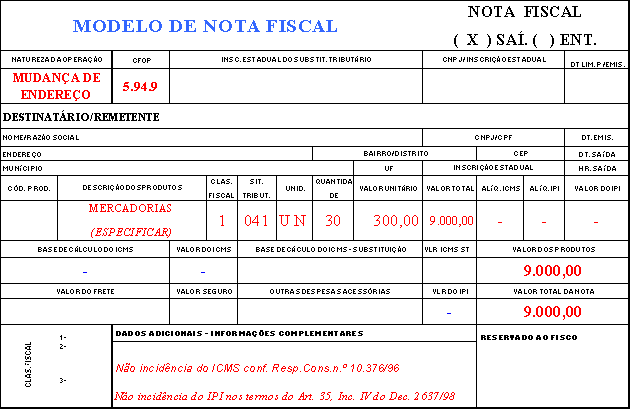 MODELO DE NOTA FISCAL
NOTA FISCAL
( X ) SAÍ. ( ) ENT.
NATUREZA DA OPERAÇÃO CFOP INSC. ESTADUAL DO SUBSTIT. TRIBUTÁRIO CNPJ/INSCRIÇÃO ESTADUAL DT LIM. P/EMIS.
MUDANÇA DE ENDEREÇO 5.949
DESTINATÁRIO/REMETENTE
NOME/RAZÃO SOCIAL CNPJ/CPF DT. EMIS.
ENDEREÇO BAIRRO/DISTRITO CEP DT. SAÍDA
MUNICÍPIO UF INSCRIÇÃO ESTADUAL HR. SAÍDA
CÓD. PROD. DESCRIÇÃO DOS PRODUTOS CLAS. FISCAL SIT. TRIBUT. UNID. QUANTIDA DE VALOR UNITÁRIO VALOR TOTAL ALÍQ. ICMS ALÍQ. IPI VALOR DO IPI
MERCADORIAS (ESPECIFICAR) 1 041 UN 30 300,00 9.000,00 - - -
BASE DE CÁLCULO DO ICMS VALOR DO ICMS BASE DE CÁCULO DO ICMS - SUBSTITUIÇÃO VLR ICMS ST VALOR DOS PRODUTOS
- - 9.000,00
VALOR DO FRETE VALOR SEGURO OUTRAS DESPESAS ACESSÓRIAS VLR DO IPI VALOR TOTAL DA NOTA
- 9.000,00
CLAS. FISCAL
1-
2-
3-
DADOS ADICIONAIS - INFORMAÇÕES COMPLEMENTARES
Não incidência do ICMS conf. Resp.Cons.n.º 10.376/96
Não incidência do IPI nos termos do Art. 35, Inc. IV do Dec. 2637/98
RESERVADO AO FISCO